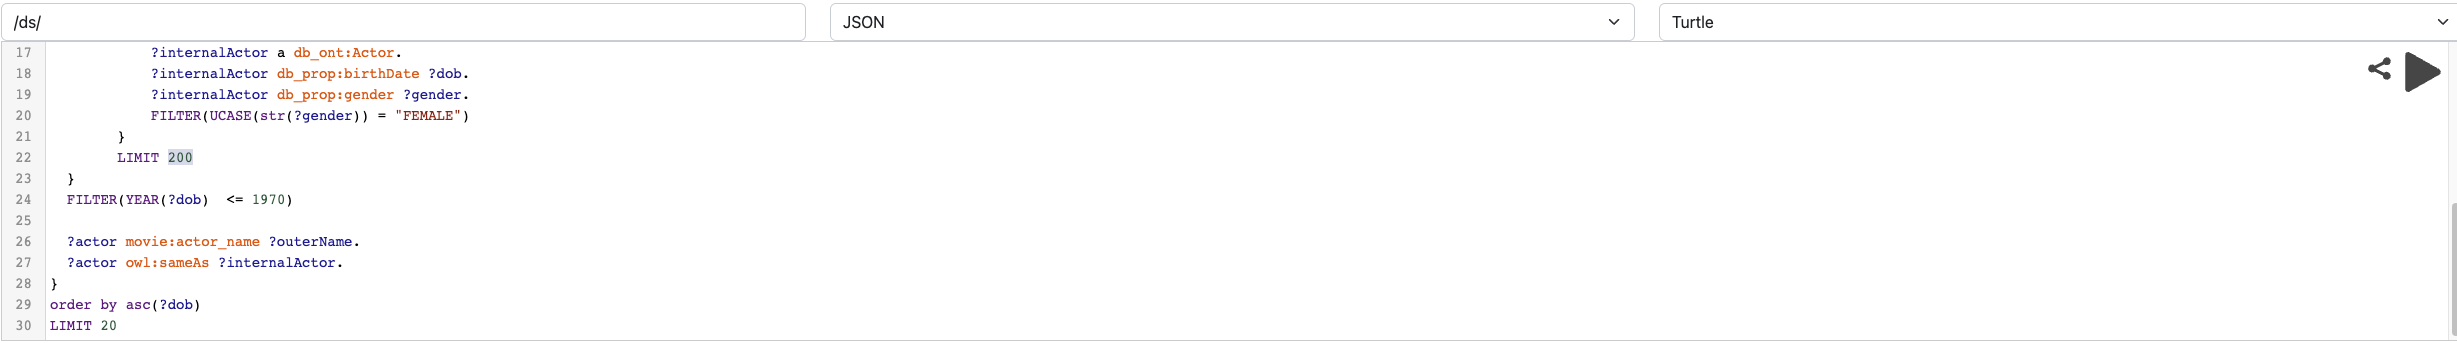 /ds/ JSON Turtle
17 ?internalActor a db_ont:Actor.
18 ?internalActor db_prop:birthDate ?dob.
19 ?internalActor db_prop:gender ?gender.
20 FILTER(UCASE(str(?gender)) = "FEMALE")
21 }
22 LIMIT 200
23 }
24 FILTER(YEAR(?dob)  <= 1970)
25
26 ?actor movie:actor_name ?outerName.
27 ?actor owl:sameAs ?internalActor.
28 }
29 order by asc(?dob)
30 LIMIT 20